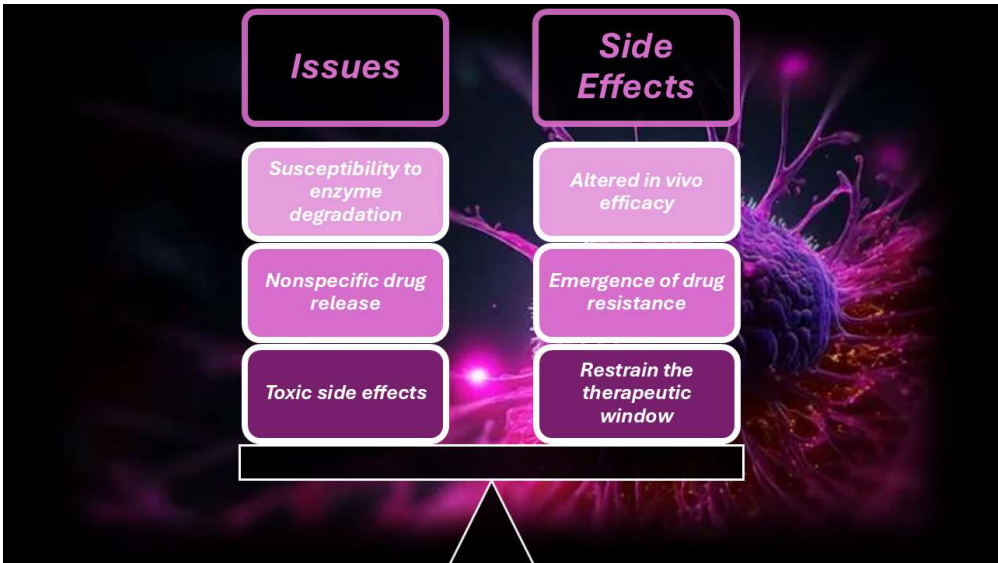 Issues
Side
Effects
Susceptibility to
enzyme
degradation
Altered in vivo
efficacy
Nonspecific drug
release
Emergence of drug
resistance
Toxic side effects
Restrain the
therapeutic
window